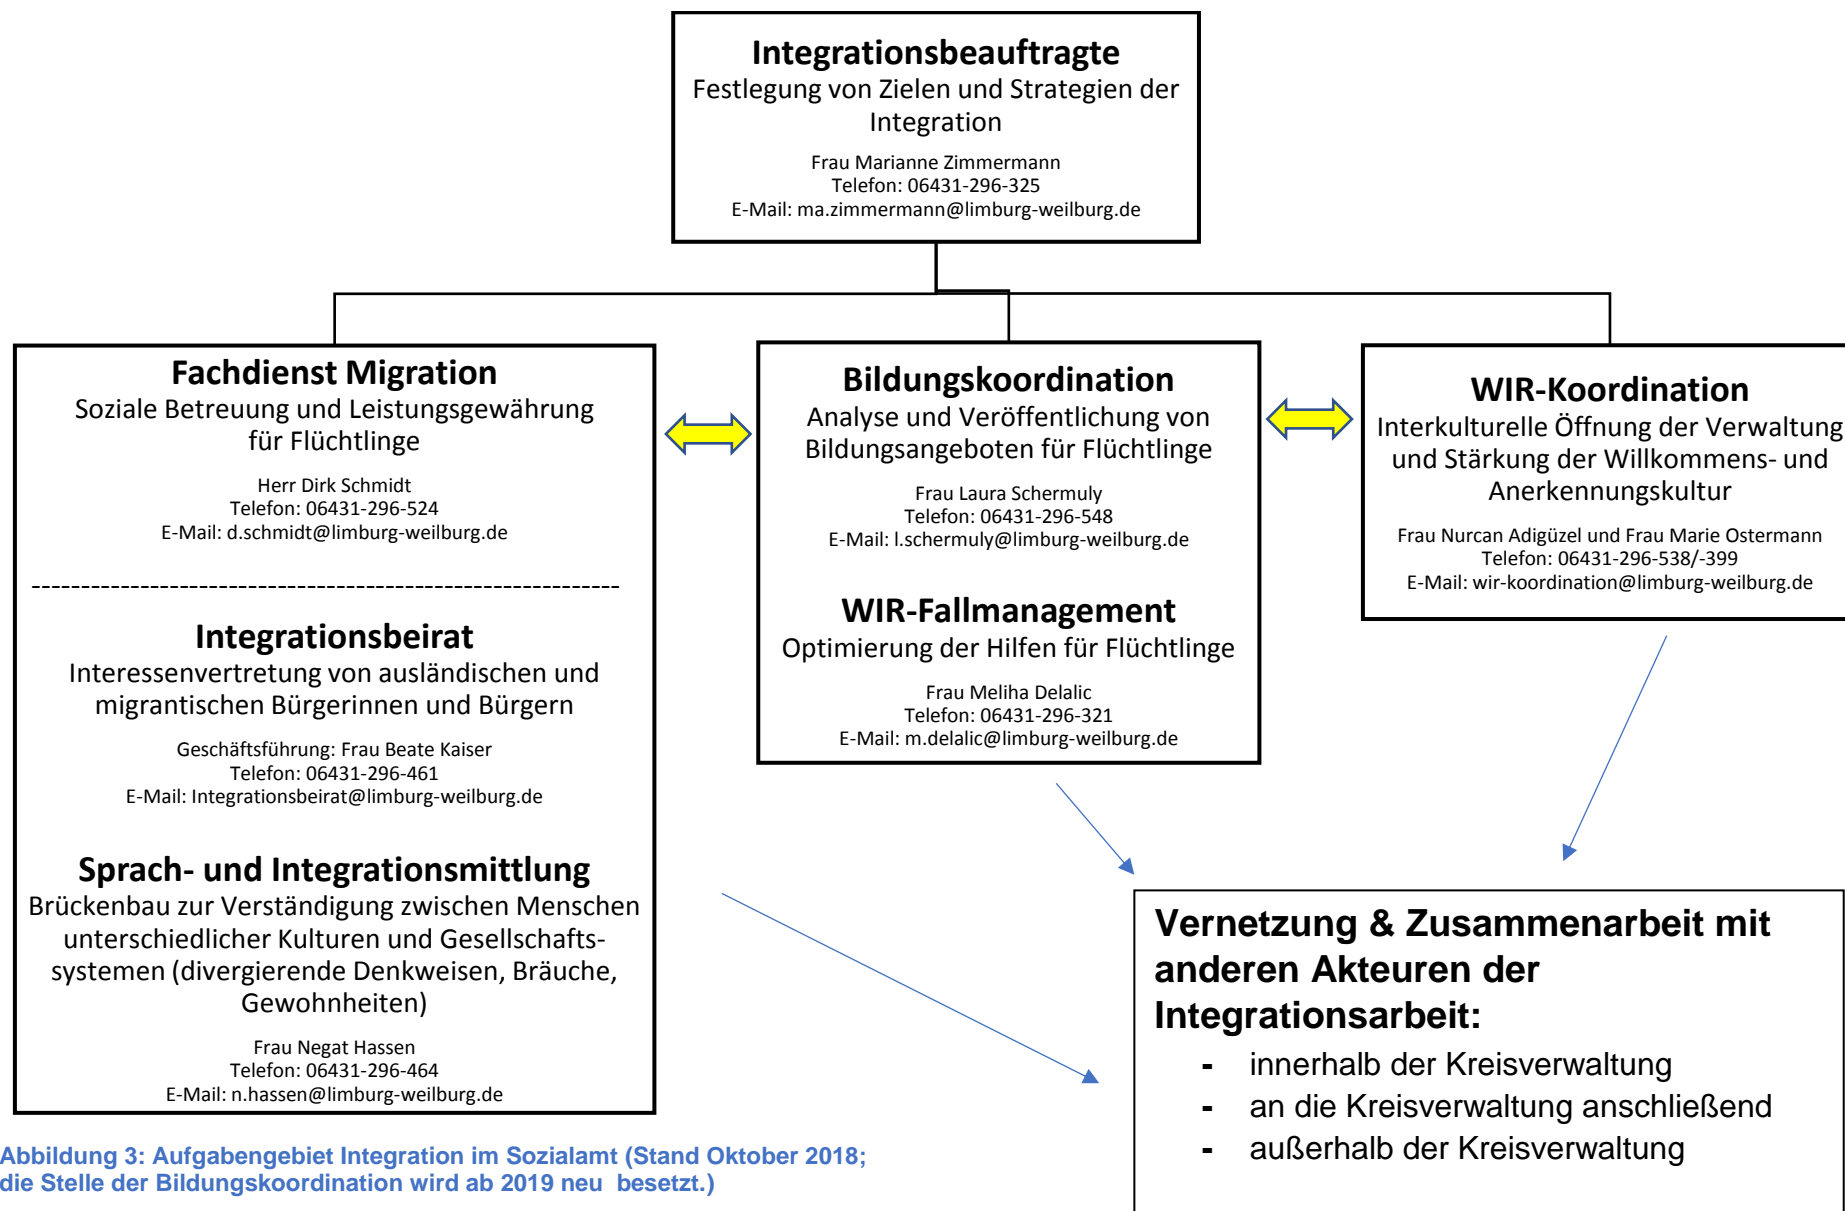 Integrationsbeauftragte
Festlegung von Zielen und Strategien der
Integration
Frau Marianne Zimmermann
Telefon: 06431-296-325
E-Mail: ma.zimmermann@limburg-weilburg.de
Fachdienst Migration
Soziale Betreuung und Leistungsgewährung
für Flüchtlinge
Herr Dirk Schmidt
Telefon: 06431-296-524
E-Mail: d.schmidt@limburg-weilburg.de
------------------------------------------------------------
Integrationsbeirat
Interessenvertretung von ausländischen und
migrantischen Bürgerinnen und Bürgern
Geschäftsführung: Frau Beate Kaiser
Telefon: 06431-296-461
E-Mail: Integrationsbeirat@limburg-weilburg.de
Sprach- und Integrationsmittlung
Brückenbau zur Verständigung zwischen Menschen
unterschiedlicher Kulturen und Gesellschafts-
systemen (divergierende Denkweisen, Bräuche,
Gewohnheiten)
Frau Negat Hassen
Telefon: 06431-296-464
E-Mail: n.hassen@limburg-weilburg.de
Bildungskoordination
Analyse und Veröffentlichung von
Bildungsangeboten für Flüchtlinge
Frau Laura Schermuly
Telefon: 06431-296-548
E-Mail: l.schermuly@limburg-weilburg.de
WIR-Fallmanagement
Optimierung der Hilfen für Flüchtlinge
Frau Meliha Delalic
Telefon: 06431-296-321
E-Mail: m.delalic@limburg-weilburg.de
WIR-Koordination
Interkulturelle Öffnung der Verwaltung
und Stärkung der Willkommens- und
Anerkennungskultur
Frau Nurcan Adigüzel und Frau Marie Ostermann
Telefon: 06431-296-538/-399
E-Mail: wir-koordination@limburg-weilburg.de
Vernetzung & Zusammenarbeit mit
anderen Akteuren der
Integrationsarbeit:
- innerhalb der Kreisverwaltung
- an die Kreisverwaltung anschließend
- außerhalb der Kreisverwaltung
Abbildung 3: Aufgabengebiet Integration im Sozialamt (Stand Oktober 2018;
die Stelle der Bildungskoordination wird ab 2019 neu besetzt.)